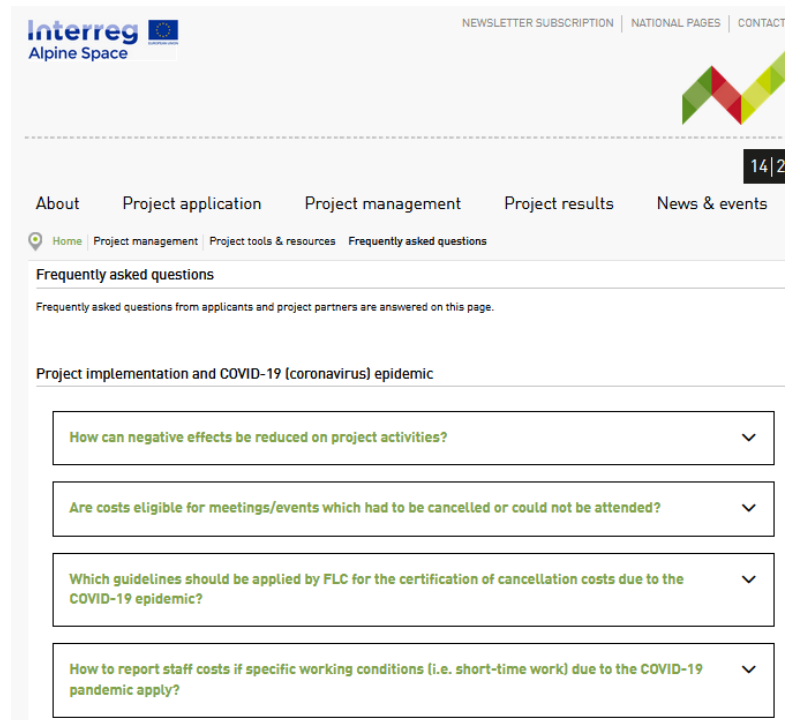 Interreg
EUROPEAN UNION
Alpine Space
NEWSLETTER SUBSCRIPTION
NATIONAL PAGES
CONTACT
14|2
About
Project application
Project management
Project results
News & events
Home
Project management
Project tools & resources
Frequently asked questions
Frequently asked questions
Frequently asked questions from applicants and project partners are answered on this page.
Project implementation and COVID-19 (coronavirus) epidemic
How can negative effects be reduced on project activities?
Are costs eligible for meetings/events which had to be cancelled or could not be attended?
Which guidelines should be applied by FLC for the certification of cancellation costs due to the
COVID-19 epidemic?
How to report staff costs if specific working conditions (i.e. short-time work) due to the COVID-19
pandemic apply?